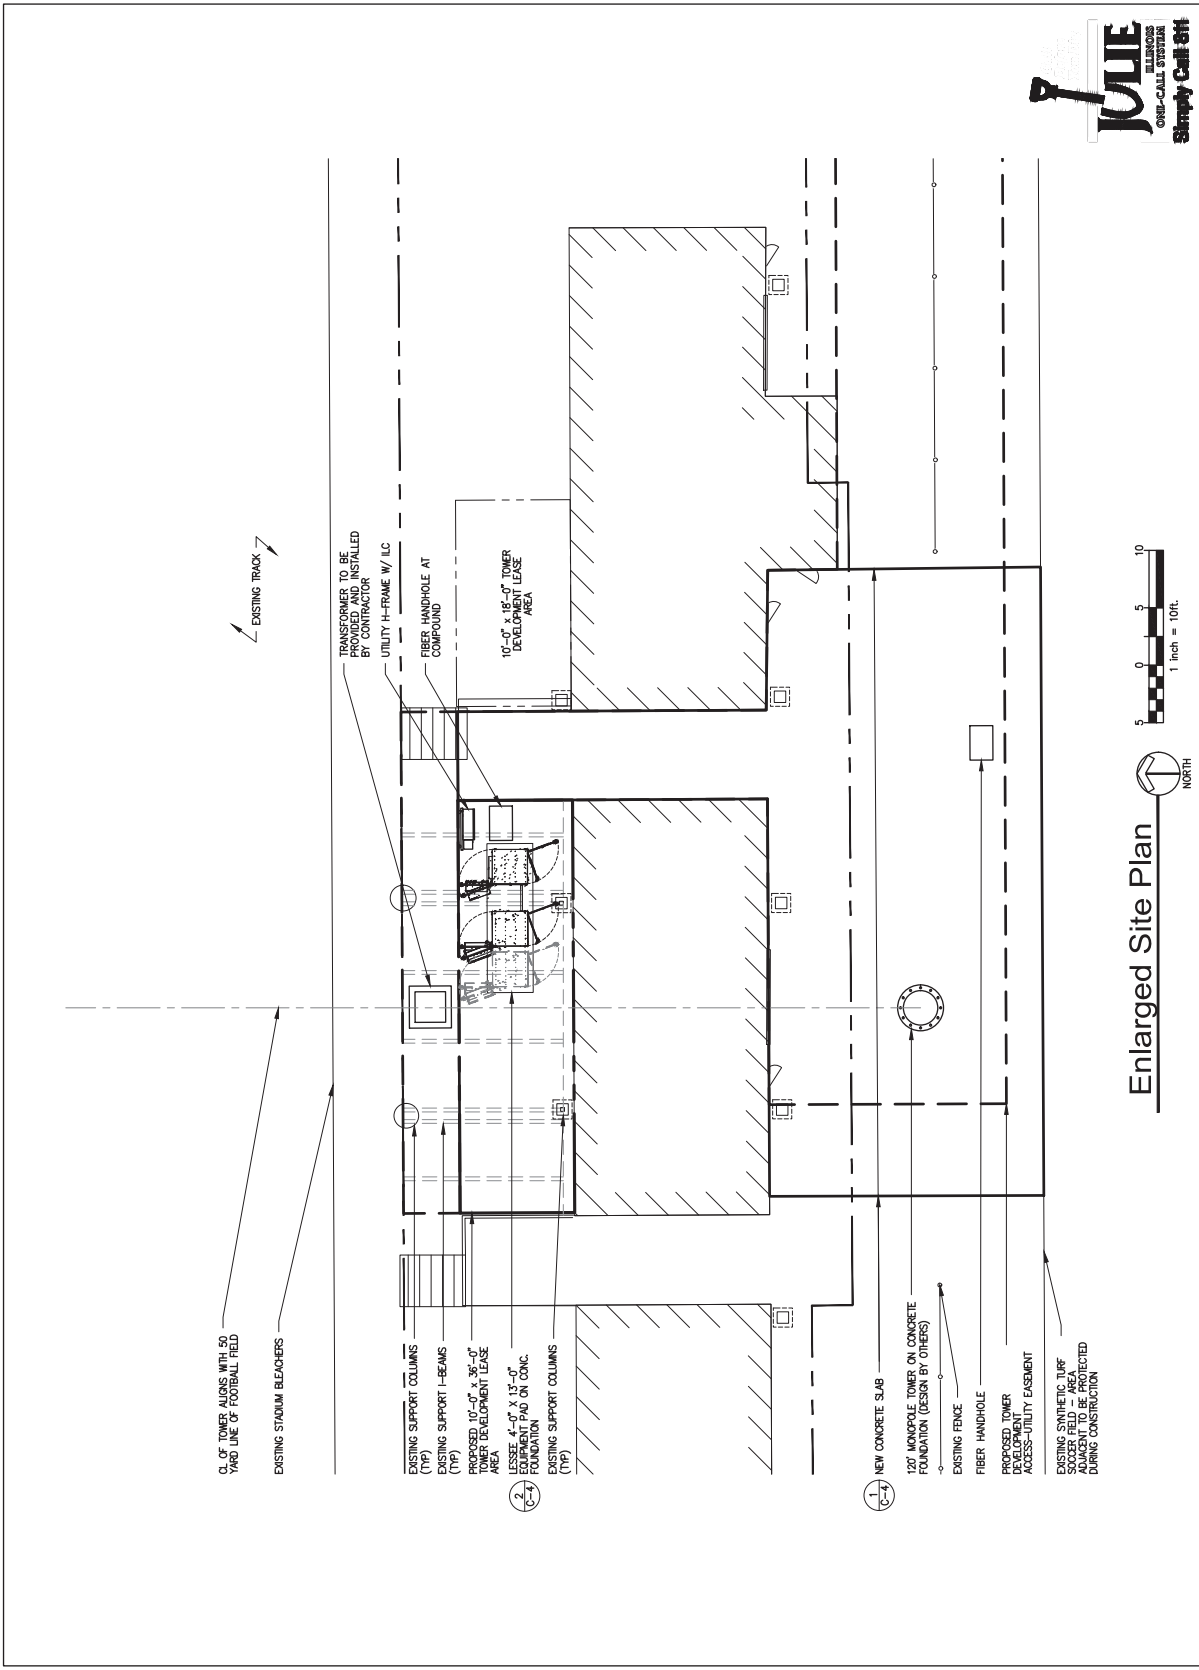 CL OF TOWER ALIGNS WITH 50
YARD LINE OF FOOTBALL FIELD
EXISTING STADIUM BLEACHERS
EXISTING SUPPORT COLUMNS
(TYP)
EXISTING SUPPORT I-BEAMS
(TYP)
PROPOSED 10'-0" x 36'-0"
TOWER DEVELOPMENT LEASE
AREA
2
C-4
LESSEE 4'-0" X 13'-0"
EQUIPMENT PAD ON CONC.
FOUNDATION
EXISTING SUPPORT COLUMNS
(TYP)
1
C-4
NEW CONCRETE SLAB
120' MONOPOLE TOWER ON CONCRETE
FOUNDATION (DESIGN BY OTHERS)
EXISTING FENCE
FIBER HANDHOLE
PROPOSED TOWER
DEVELOPMENT
ACCESS-UTILITY EASEMENT
EXISTING SYNTHETIC TURF
SOCCER FIELD - AREA
ADJACENT TO BE PROTECTED
DURING CONSTRUCTION
EXISTING TRACK
TRANSFORMER TO BE
PROVIDED AND INSTALLED
BY CONTRACTOR
UTILITY H-FRAME W/ ILC
FIBER HANDHOLE AT
COMPOUND
10'-0" x 18'-0" TOWER
DEVELOPMENT LEASE
AREA
Enlarged Site Plan
NORTH
5 0 5 10
1 inch = 10ft.
JULIE
ILLINOIS
ONE-CALL SYSTEM
Simply Call 811